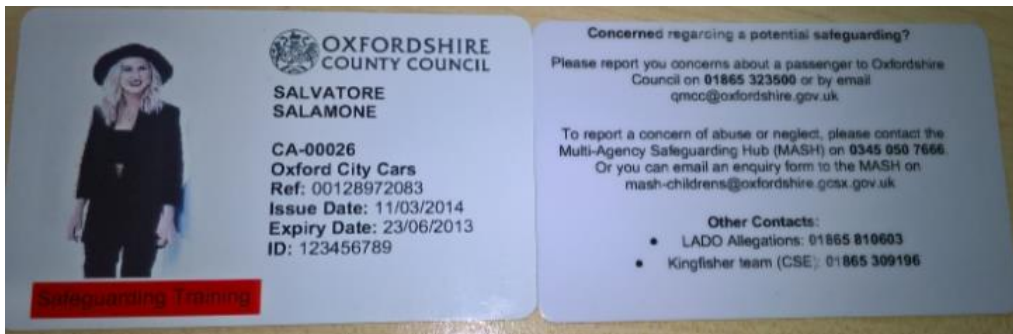 OXFORDSHIRE
COUNTY COUNCIL
SALVATORE
SALAMONE
CA-00026
Oxford City Cars
Ref: 00128972083
Issue Date: 11/03/2014
Expiry Date: 23/06/2013
ID: 123456789
Safeguarding Training
Concerned regarcing a potential safeguarding?
Please report you concerns about a passenger to Oxfordshire
Council on 01865 323500 or by email
qmcc@oxfordshire.gov.uk
To report a concern of abuse or neglect, please contact the
Multi-Agency Safeguarding Hub (MASH) on 0345 050 7666.
Or you can email an enquiry form to the MASH on
mash-childrens@oxfordshire.gcsx.gov.uk
Other Contacts:
• LADO Allegations: 01865 810603
• Kingfisher team (CSE): 01865 309196